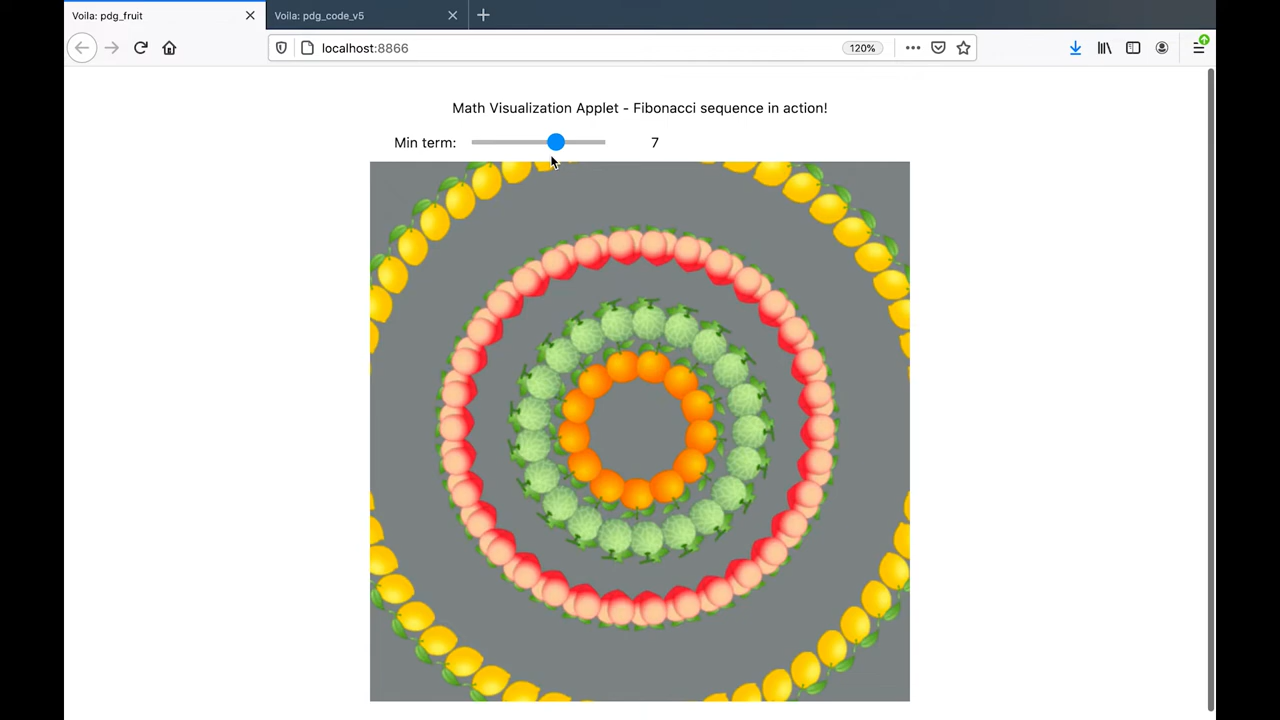 Voila: pdg_fruit
Voila: pdg_code_v5
localhost:8866
120%
Math Visualization Applet - Fibonacci sequence in action!
Min term: 7